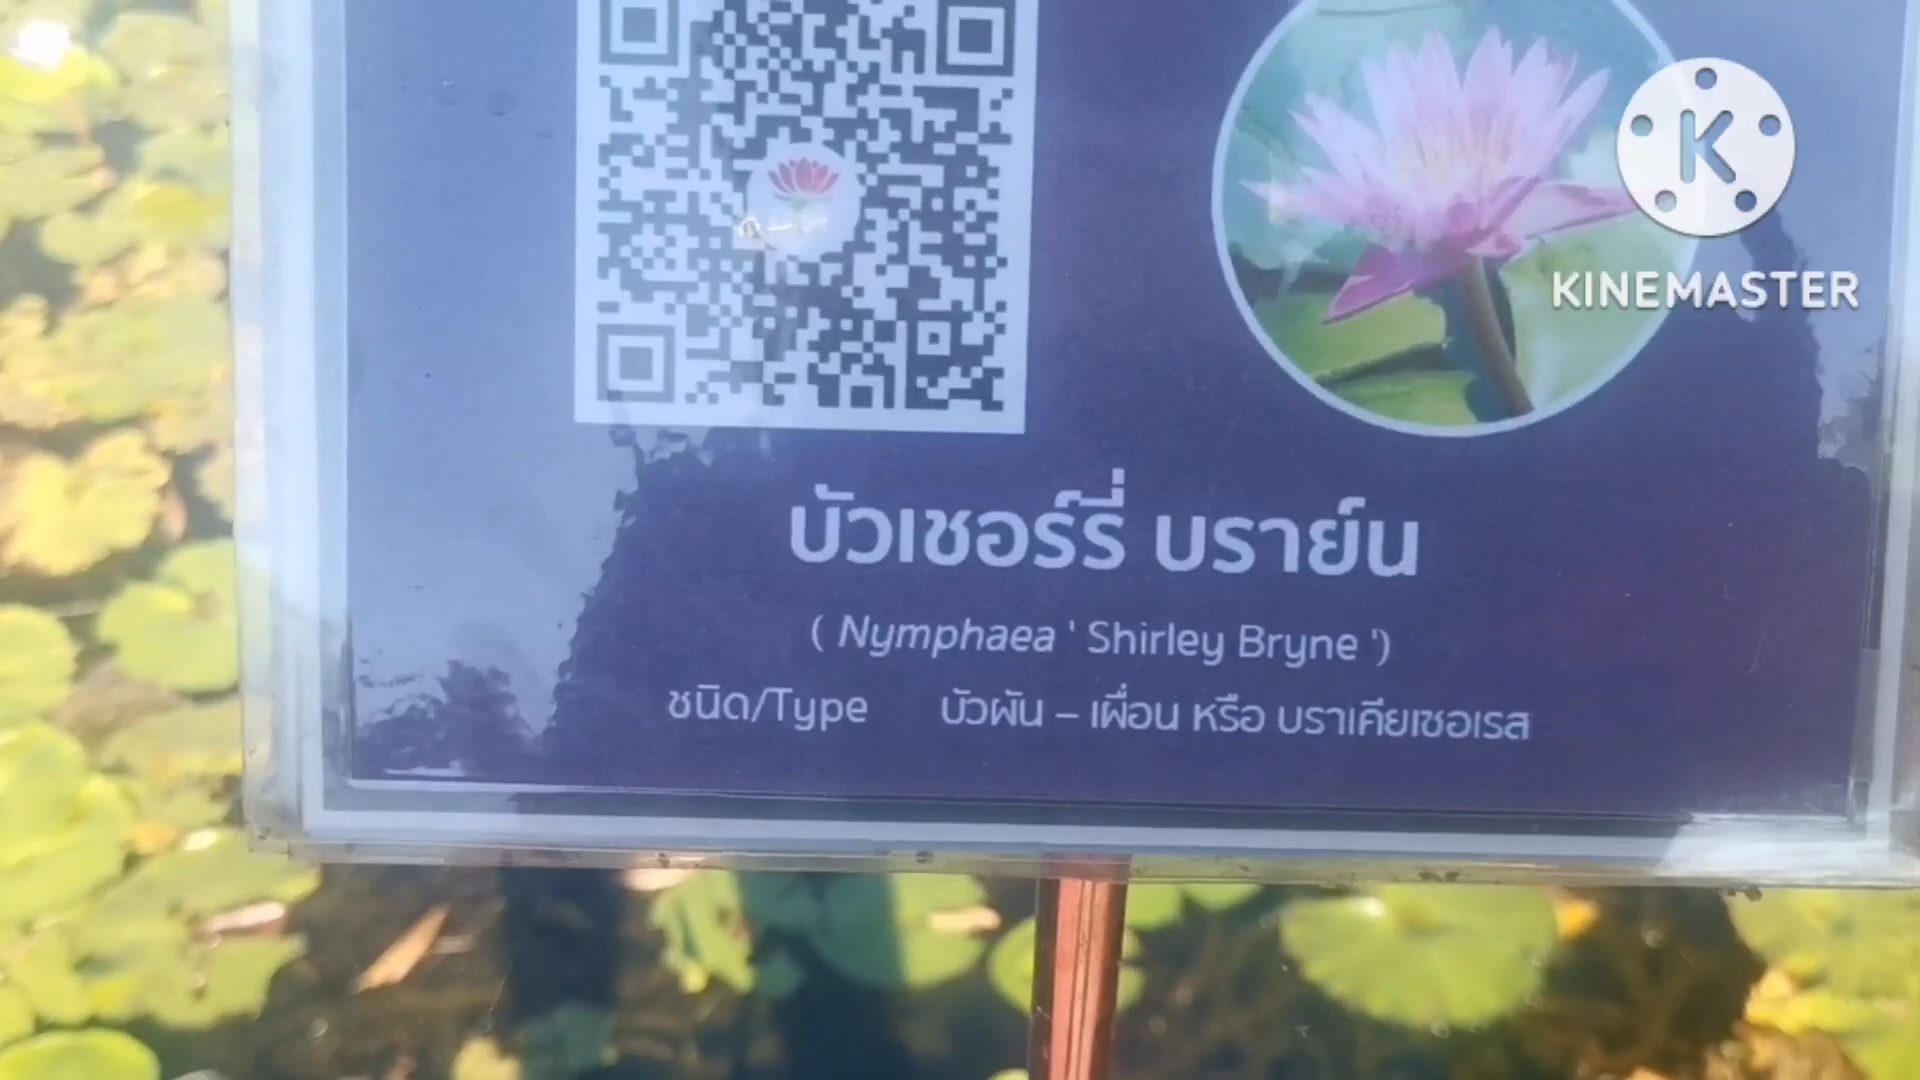 K
KINEMASTER
บัวเชอร์รี่ บรายน์
( Nymphaea ' Shirley Bryne ')
ชนิด/Type บัวผัน – เผื่อน หรือ บราเคียเซอเรส